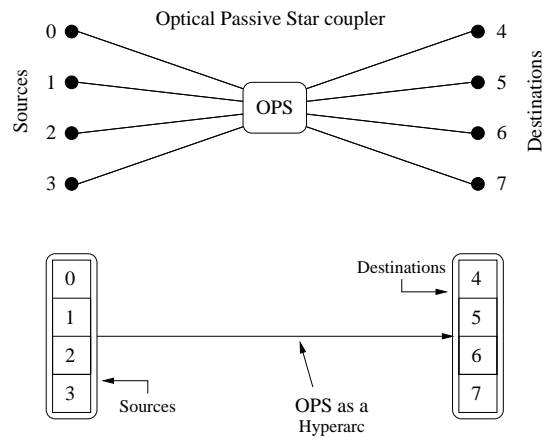 Optical Passive Star coupler
0
4
1
5
Sources
OPS
Destinations
2
6
3
7
0
4
Destinations
1
5
2
6
3
7
Sources
OPS as a
Hyperarc